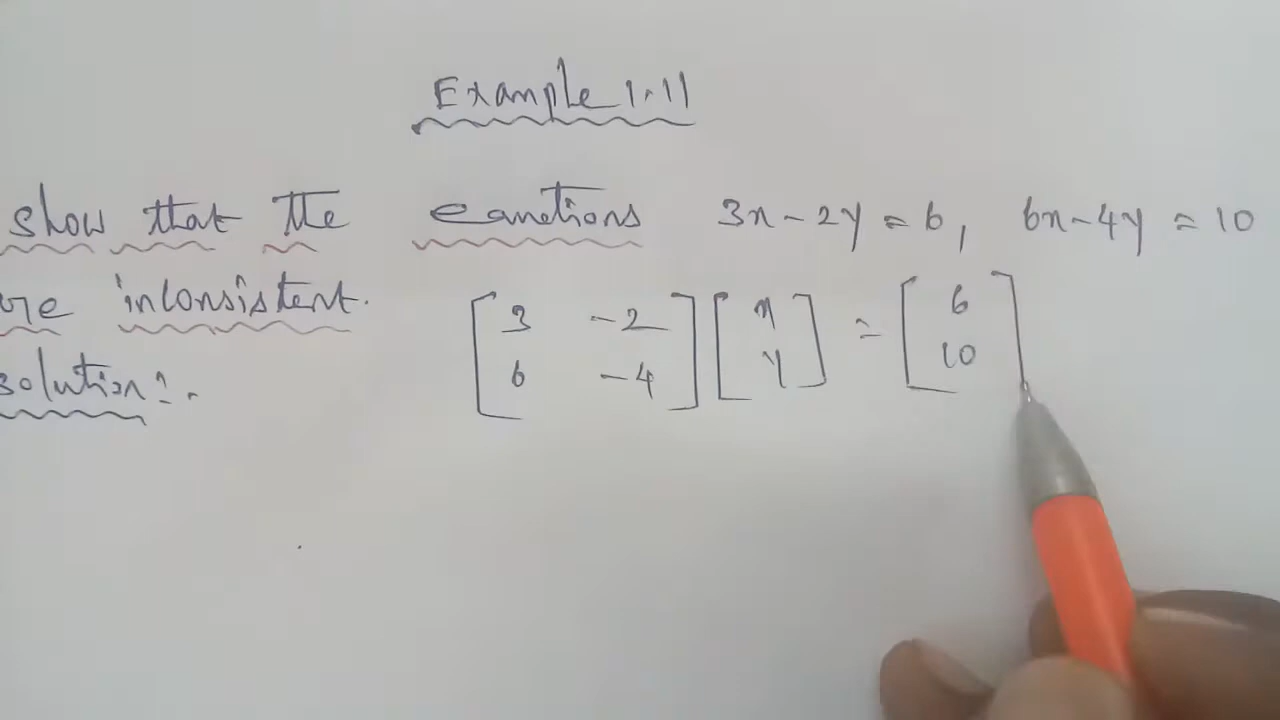 Example 1.11
show that the eanctions 3x - 2y = 6, 6x - 4y = 10
are inconsistent.
solution:-
[3 -2] [x] = [6]
[6 -4] [y] [10]